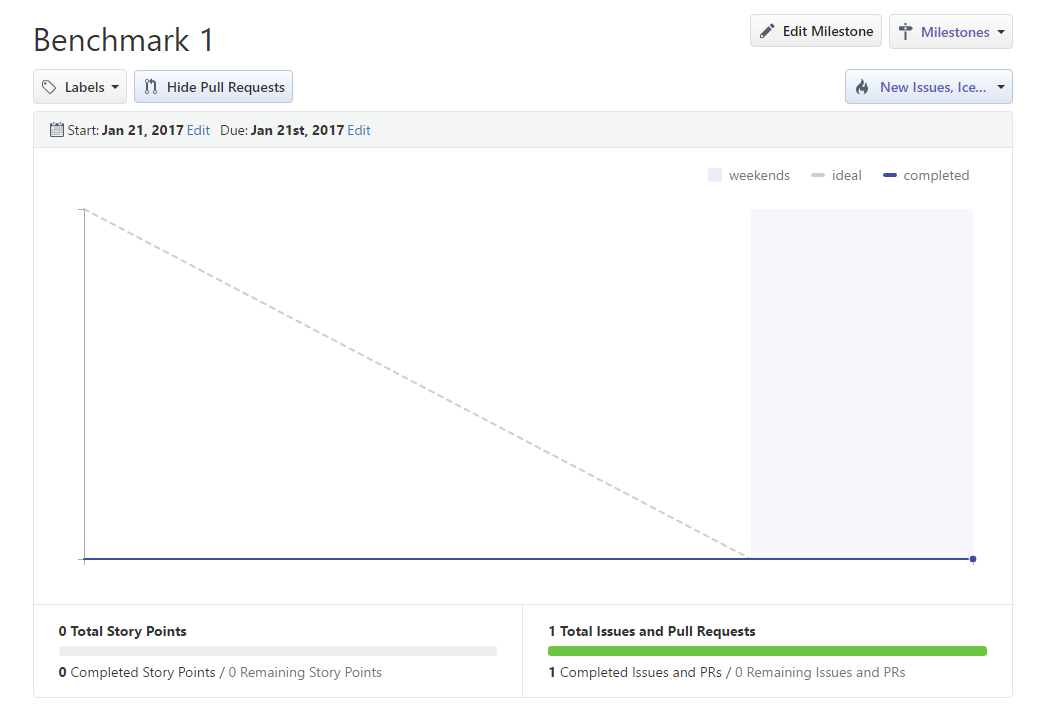 Benchmark 1
Edit Milestone
Milestones
Labels
Hide Pull Requests
New Issues, Ice...
Start: Jan 21, 2017 Edit Due: Jan 21st, 2017 Edit
weekends ideal completed
0 Total Story Points
0 Completed Story Points / 0 Remaining Story Points
1 Total Issues and Pull Requests
1 Completed Issues and PRs / 0 Remaining Issues and PRs